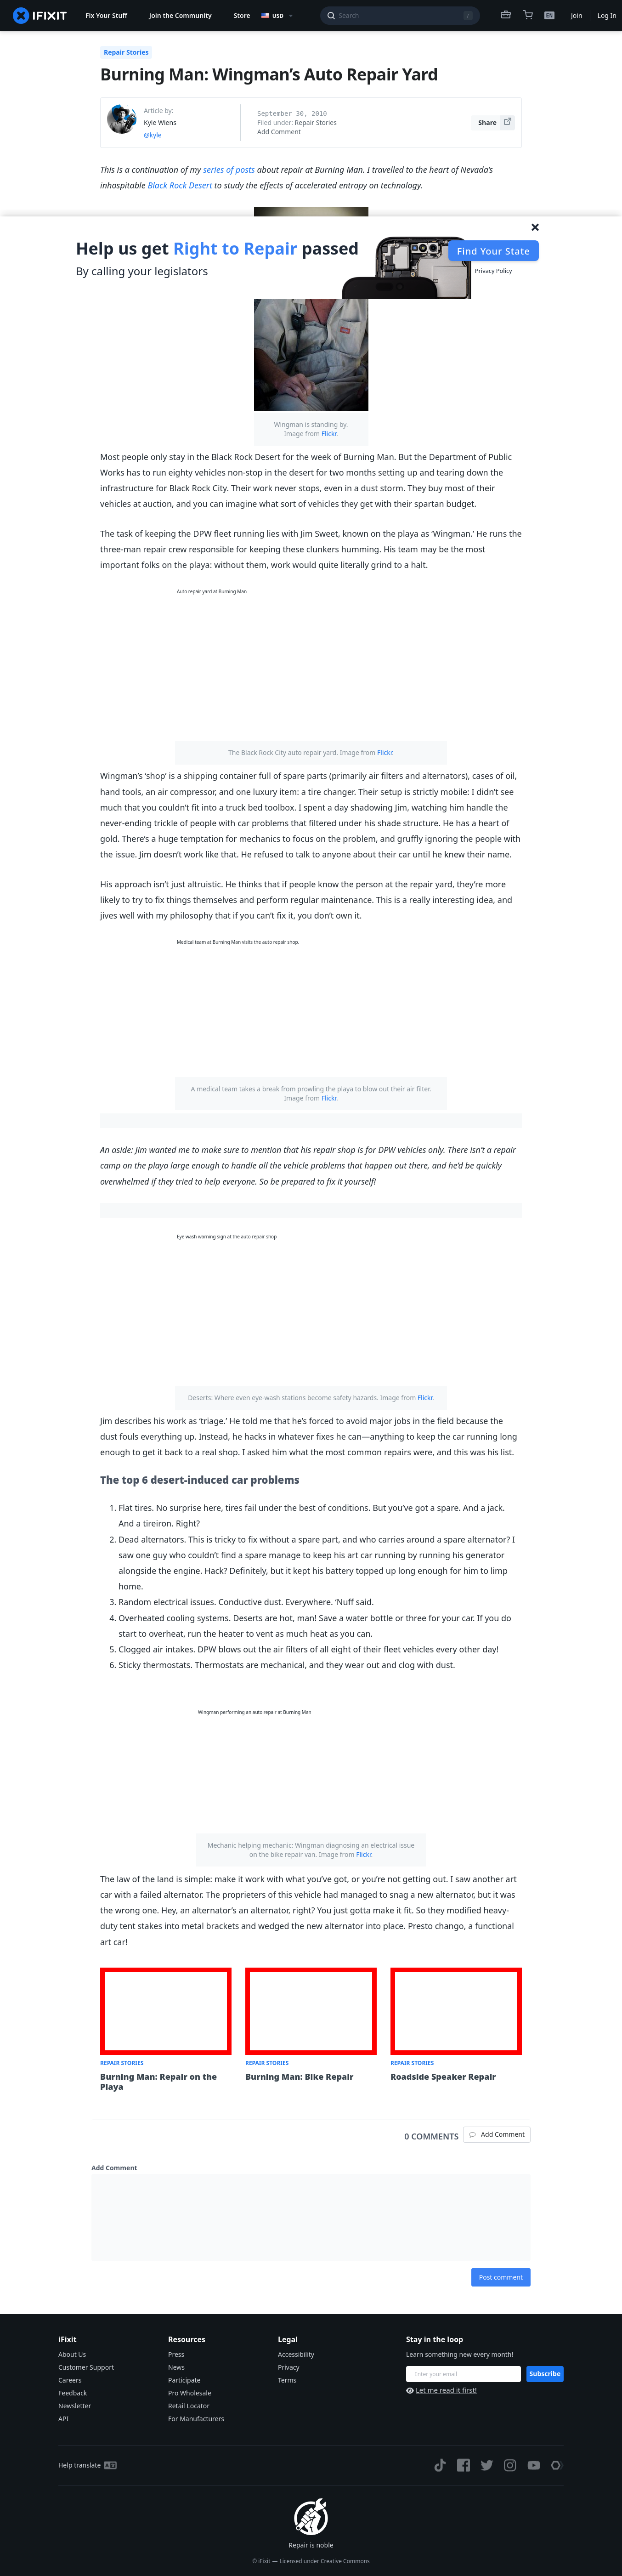 IFIXIT
Fix Your Stuff
Join the Community
Store
USD
Search
/
EN
Join
Log In
Repair Stories
Burning Man: Wingman’s Auto Repair Yard
Article by:
Kyle Wiens
@kyle
September 30, 2010
Filed under: Repair Stories
Add Comment
Share
This is a continuation of my series of posts about repair at Burning Man. I travelled to the heart of Nevada’s
inhospitable Black Rock Desert to study the effects of accelerated entropy on technology.
Help us get Right to Repair passed
By calling your legislators
Find Your State
Privacy Policy
Wingman is standing by.
Image from Flickr.
Most people only stay in the Black Rock Desert for the week of Burning Man. But the Department of Public
Works has to run eighty vehicles non-stop in the desert for two months setting up and tearing down the
infrastructure for Black Rock City. Their work never stops, even in a dust storm. They buy most of their
vehicles at auction, and you can imagine what sort of vehicles they get with their spartan budget.
The task of keeping the DPW fleet running lies with Jim Sweet, known on the playa as ‘Wingman.’ He runs the
three-man repair crew responsible for keeping these clunkers humming. His team may be the most
important folks on the playa: without them, work would quite literally grind to a halt.
Auto repair yard at Burning Man
The Black Rock City auto repair yard. Image from Flickr.
Wingman’s ‘shop’ is a shipping container full of spare parts (primarily air filters and alternators), cases of oil,
hand tools, an air compressor, and one luxury item: a tire changer. Their setup is strictly mobile: I didn’t see
much that you couldn’t fit into a truck bed toolbox. I spent a day shadowing Jim, watching him handle the
never-ending trickle of people with car problems that filtered under his shade structure. He has a heart of
gold. There’s a huge temptation for mechanics to focus on the problem, and gruffly ignoring the people with
the issue. Jim doesn’t work like that. He refused to talk to anyone about their car until he knew their name.
His approach isn’t just altruistic. He thinks that if people know the person at the repair yard, they’re more
likely to try to fix things themselves and perform regular maintenance. This is a really interesting idea, and
jives well with my philosophy that if you can’t fix it, you don’t own it.
Medical team at Burning Man visits the auto repair shop.
A medical team takes a break from prowling the playa to blow out their air filter.
Image from Flickr.
An aside: Jim wanted me to make sure to mention that his repair shop is for DPW vehicles only. There isn’t a repair
camp on the playa large enough to handle all the vehicle problems that happen out there, and he’d be quickly
overwhelmed if they tried to help everyone. So be prepared to fix it yourself!
Eye wash warning sign at the auto repair shop
Deserts: Where even eye-wash stations become safety hazards. Image from Flickr.
Jim describes his work as ‘triage.’ He told me that he’s forced to avoid major jobs in the field because the
dust fouls everything up. Instead, he hacks in whatever fixes he can—anything to keep the car running long
enough to get it back to a real shop. I asked him what the most common repairs were, and this was his list.
The top 6 desert-induced car problems
1. Flat tires. No surprise here, tires fail under the best of conditions. But you’ve got a spare. And a jack.
And a tireiron. Right?
2. Dead alternators. This is tricky to fix without a spare part, and who carries around a spare alternator? I
saw one guy who couldn’t find a spare manage to keep his art car running by running his generator
alongside the engine. Hack? Definitely, but it kept his battery topped up long enough for him to limp
home.
3. Random electrical issues. Conductive dust. Everywhere. ‘Nuff said.
4. Overheated cooling systems. Deserts are hot, man! Save a water bottle or three for your car. If you do
start to overheat, run the heater to vent as much heat as you can.
5. Clogged air intakes. DPW blows out the air filters of all eight of their fleet vehicles every other day!
6. Sticky thermostats. Thermostats are mechanical, and they wear out and clog with dust.
Wingman performing an auto repair at Burning Man
Mechanic helping mechanic: Wingman diagnosing an electrical issue
on the bike repair van. Image from Flickr.
The law of the land is simple: make it work with what you’ve got, or you’re not getting out. I saw another art
car with a failed alternator. The proprietors of this vehicle had managed to snag a new alternator, but it was
the wrong one. Hey, an alternator’s an alternator, right? You just gotta make it fit. So they modified heavy-
duty tent stakes into metal brackets and wedged the new alternator into place. Presto chango, a functional
art car!
REPAIR STORIES
Burning Man: Repair on the
Playa
REPAIR STORIES
Burning Man: Bike Repair
REPAIR STORIES
Roadside Speaker Repair
0 COMMENTS
Add Comment
Add Comment
Post comment
iFixit
About Us
Customer Support
Careers
Feedback
Newsletter
API
Resources
Press
News
Participate
Pro Wholesale
Retail Locator
For Manufacturers
Legal
Accessibility
Privacy
Terms
Stay in the loop
Learn something new every month!
Enter your email
Subscribe
Let me read it first!
Help translate
Repair is noble
© iFixit — Licensed under Creative Commons